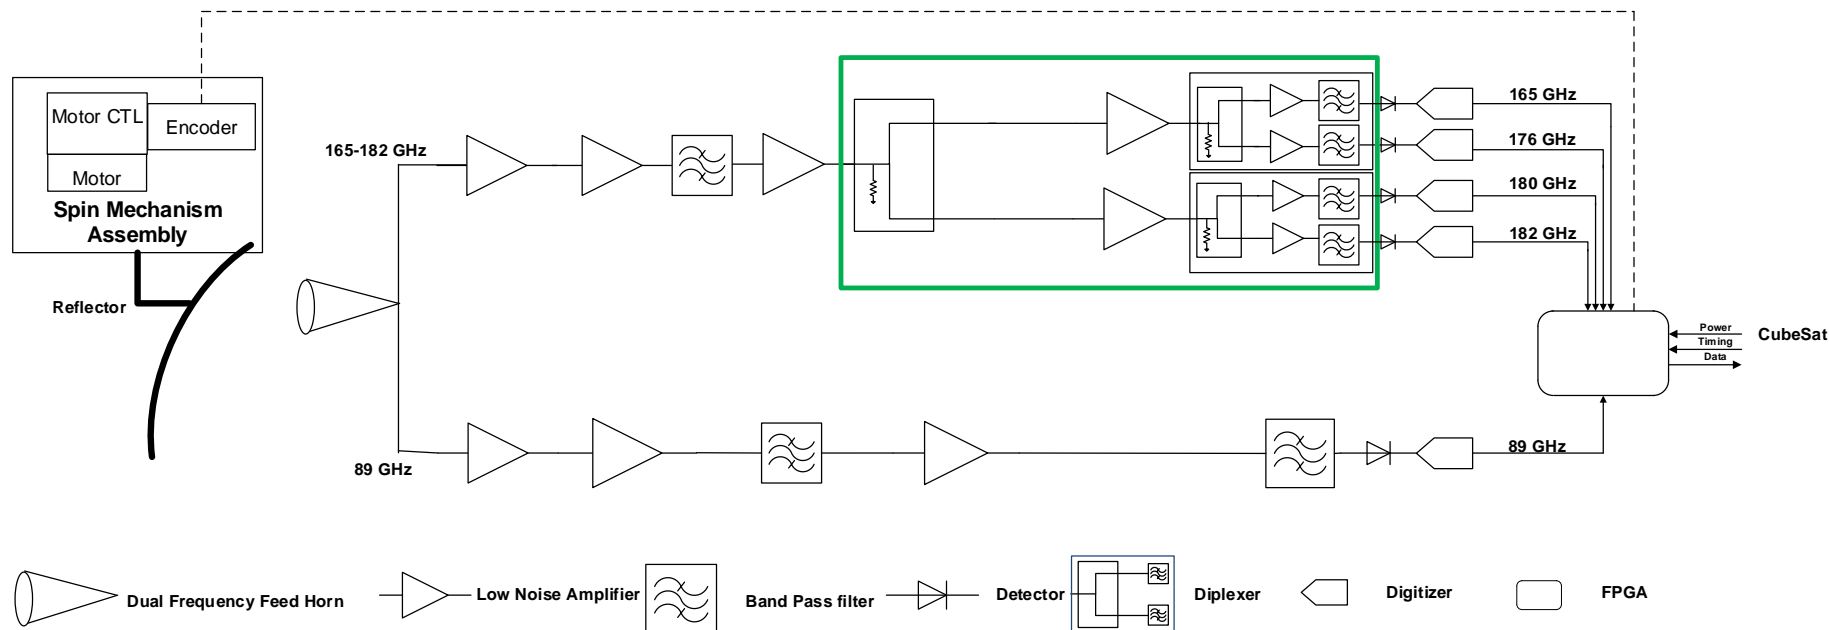 Motor CTL
Encoder
Motor
Spin Mechanism
Assembly
Reflector
165-182 GHz
89 GHz
165 GHz
176 GHz
180 GHz
182 GHz
Power
Timing
Data
CubeSat
89 GHz
Dual Frequency Feed Horn
Low Noise Amplifier
Band Pass filter
Detector
Diplexer
Digitizer
FPGA